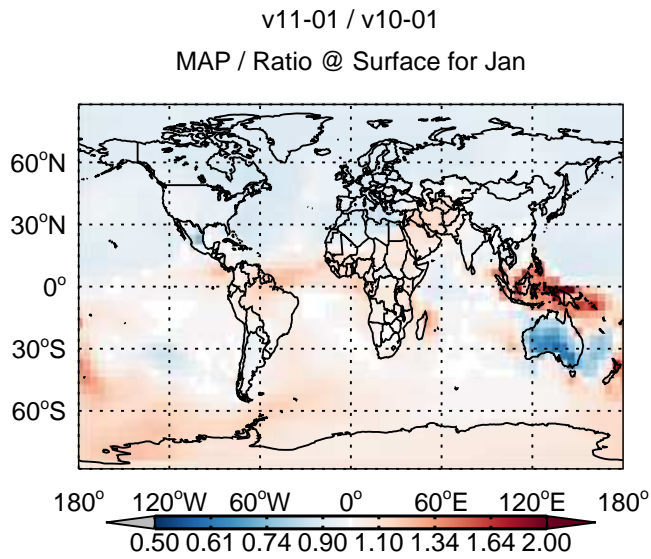 v11-01 / v10-01
MAP / Ratio @ Surface for Jan
60°N
30°N
0°
30°S
60°S
180° 120°W 60°W 0° 60°E 120°E 180°
0.50 0.61 0.74 0.90 1.10 1.34 1.64 2.00